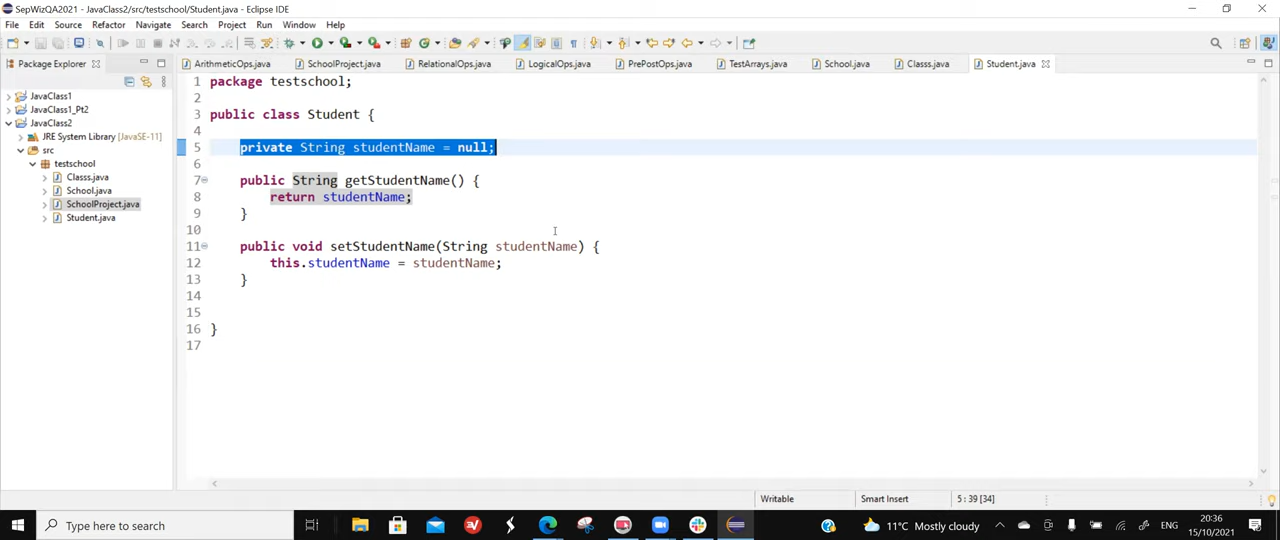 SepWizQA2021 - JavaClass2/src/testschool/Student.java - Eclipse IDE
File Edit Source Refactor Navigate Search Project Run Window Help
Package Explorer
ArithmeticOps.java SchoolProject.java RelationalOps.java LogicalOps.java PrePostOps.java TestArrays.java School.java Classs.java Student.java
JavaClass1
JavaClass1_Pt2
JavaClass2
JRE System Library [JavaSE-11]
src
testschool
Classs.java
School.java
SchoolProject.java
Student.java
1 package testschool;
2
3 public class Student {
4
5 private String studentName = null;
6
7 public String getStudentName() {
8 return studentName;
9 }
10
11 public void setStudentName(String studentName) {
12 this.studentName = studentName;
13 }
14
15
16 }
17
Writable Smart Insert 5 : 39 [34]
Type here to search
11°C Mostly cloudy
ENG
20:36
15/10/2021